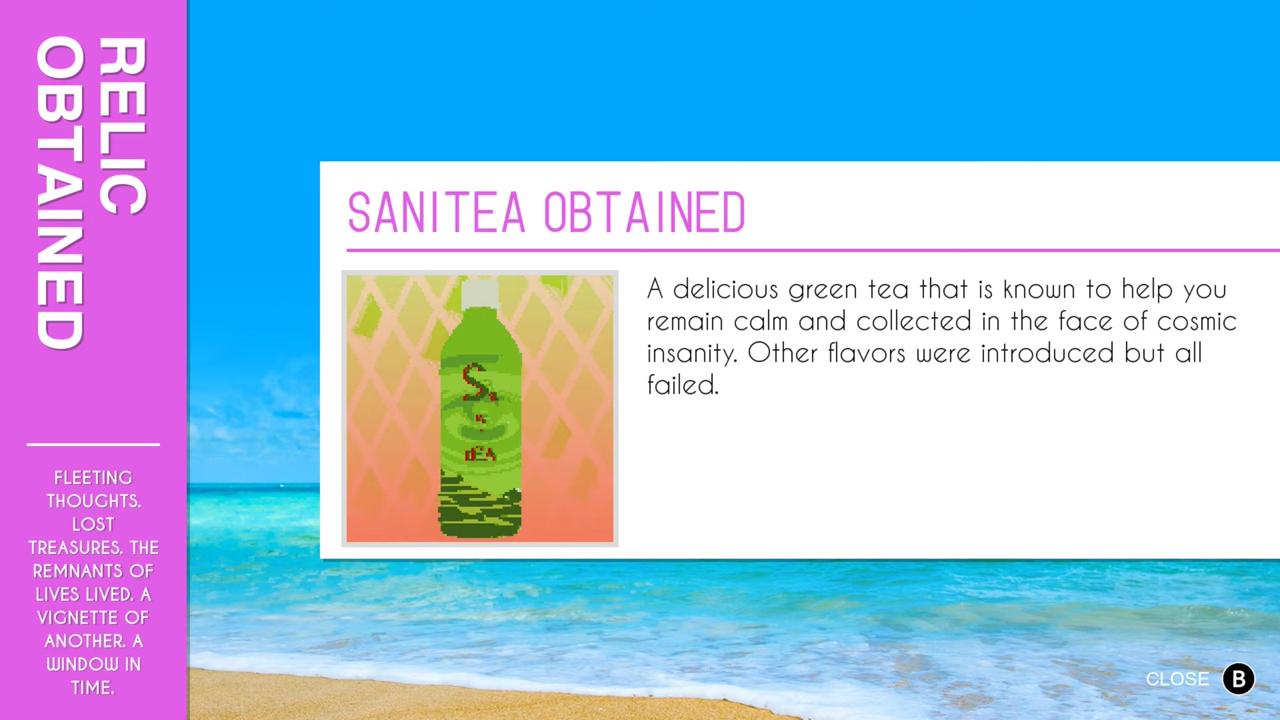 RELIC
OBTAINED
FLEETING
THOUGHTS.
LOST
TREASURES. THE
REMNANTS OF
LIVES LIVED. A
VIGNETTE OF
ANOTHER. A
WINDOW IN
TIME.
SANITEA OBTAINED
A delicious green tea that is known to help you
remain calm and collected in the face of cosmic
insanity. Other flavors were introduced but all
failed.
CLOSE B